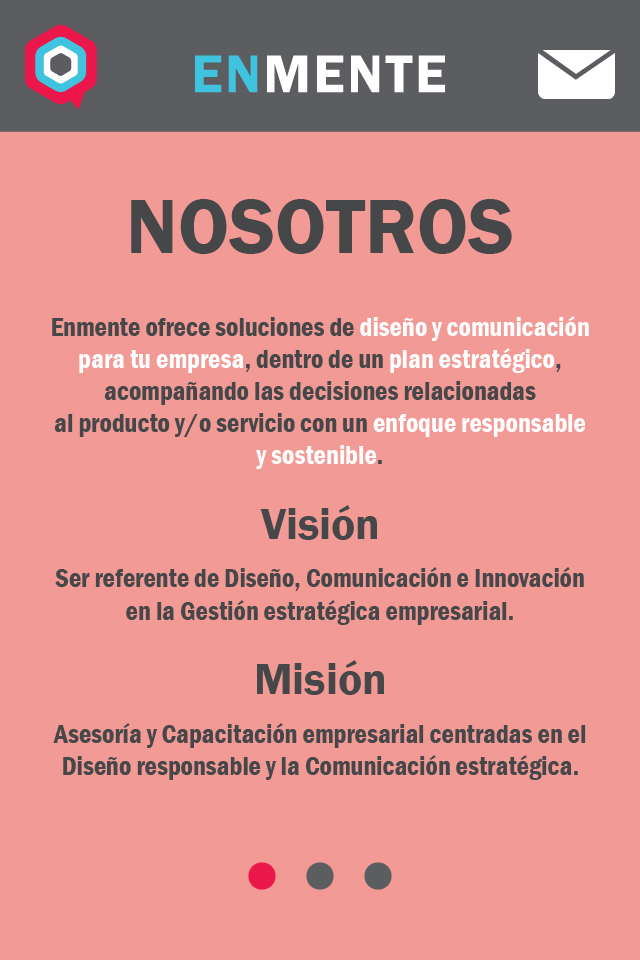 ENMENTE
NOSOTROS
Enmente ofrece soluciones de diseño y comunicación
para tu empresa, dentro de un plan estratégico,
acompañando las decisiones relacionadas
al producto y/o servicio con un enfoque responsable
y sostenible.
Visión
Ser referente de Diseño, Comunicación e Innovación
en la Gestión estratégica empresarial.
Misión
Asesoría y Capacitación empresarial centradas en el
Diseño responsable y la Comunicación estratégica.